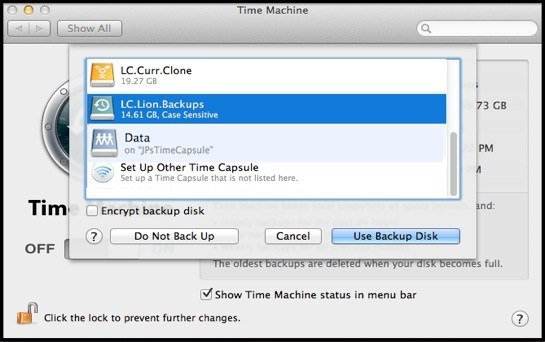 Time Machine
Show All
LC.Curr.Clone
19.27 GB
LC.Lion.Backups
14.61 GB, Case Sensitive
Data
on "JPsTimeCapsule"
Set Up Other Time Capsule
Set up a Time Capsule that is not listed here.
73 GB
PM
PM
Encrypt backup disk
Time
and:
? Do Not Back Up Cancel Use Backup Disk
OFF ON
The oldest backups are deleted when your disk becomes full.
Show Time Machine status in menu bar
Click the lock to prevent further changes. ?